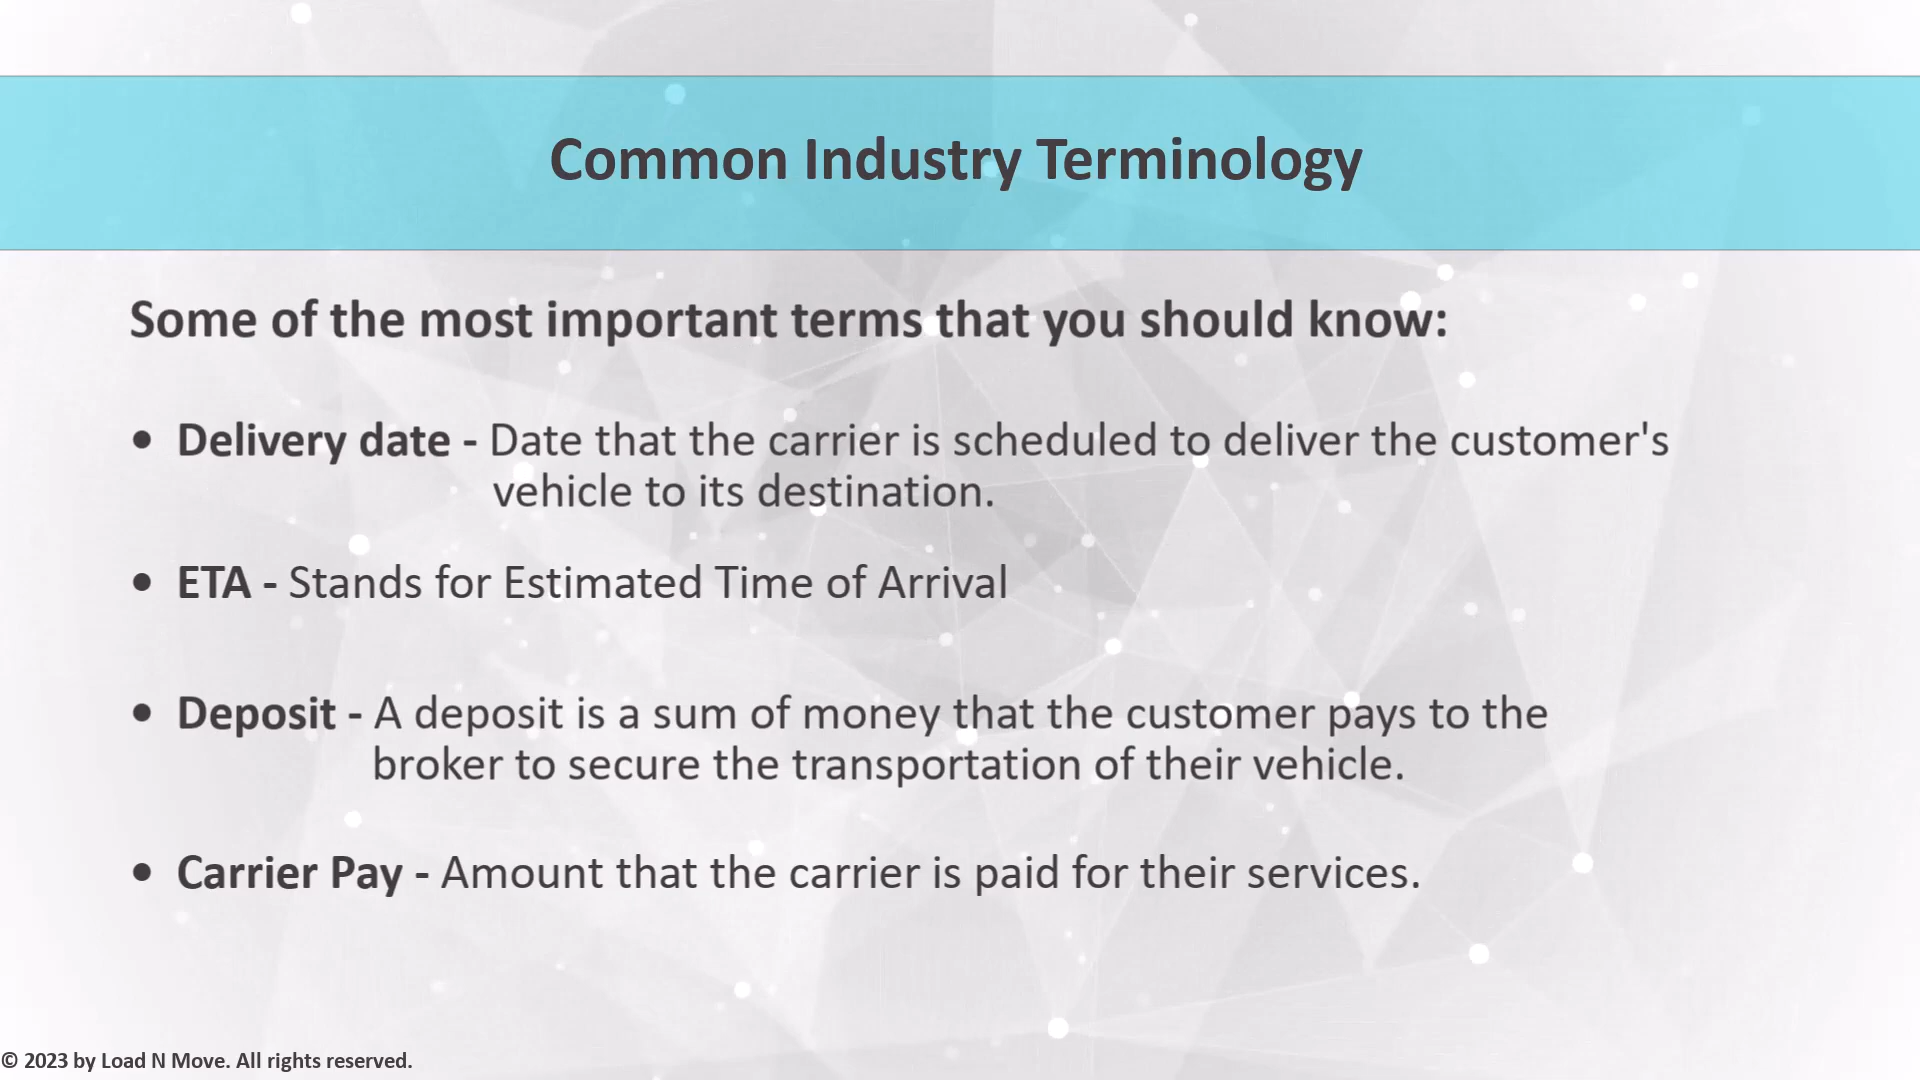 Common Industry Terminology
Some of the most important terms that you should know:
• Delivery date - Date that the carrier is scheduled to deliver the customer's
vehicle to its destination.
• ETA - Stands for Estimated Time of Arrival
• Deposit - A deposit is a sum of money that the customer pays to the
broker to secure the transportation of their vehicle.
• Carrier Pay - Amount that the carrier is paid for their services.
© 2023 by Load N Move. All rights reserved.